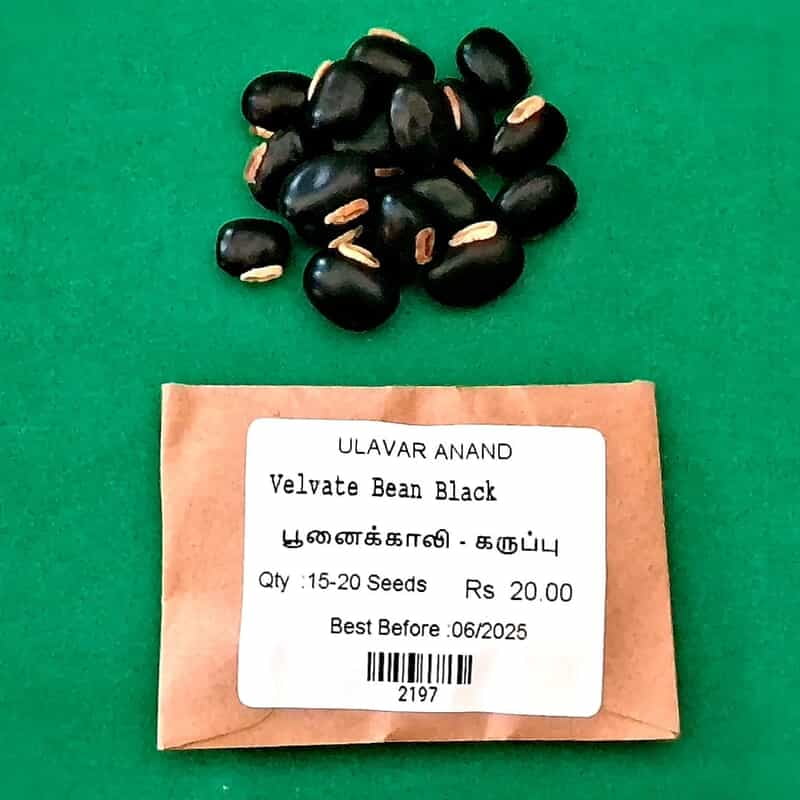 ULAVAR ANAND
Velvate Bean Black
பூனைக்காலி - கருப்பு
Qty :15-20 Seeds Rs 20.00
Best Before :06/2025
2197